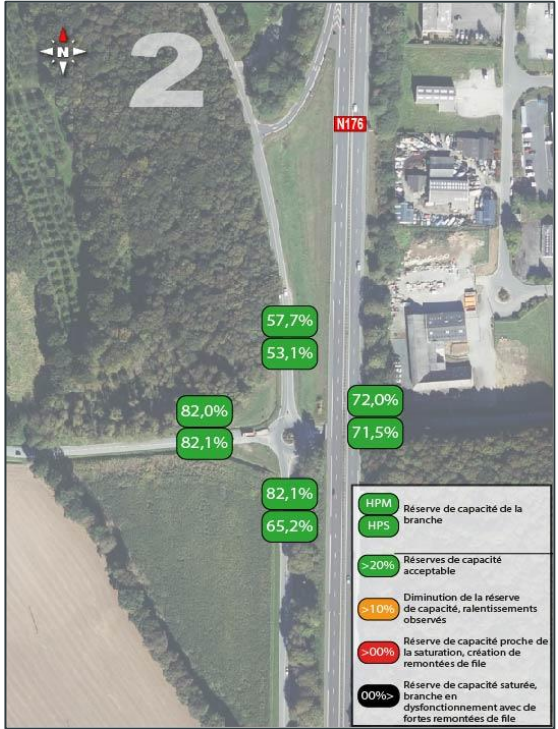 N
2
N176
57,7%
53,1%
82,0%
82,1%
72,0%
71,5%
82,1%
65,2%
HPM
HPS
Réserve de capacité de la
branche
>20%
Réserves de capacité
acceptable
>10%
Diminution de la réserve
de capacité, ralentissements
observés
>00%
Réserve de capacité proche de
la saturation, création de
remontées de file
00%>
Réserve de capacité saturée,
branche en
dysfonctionnement avec de
fortes remontées de file